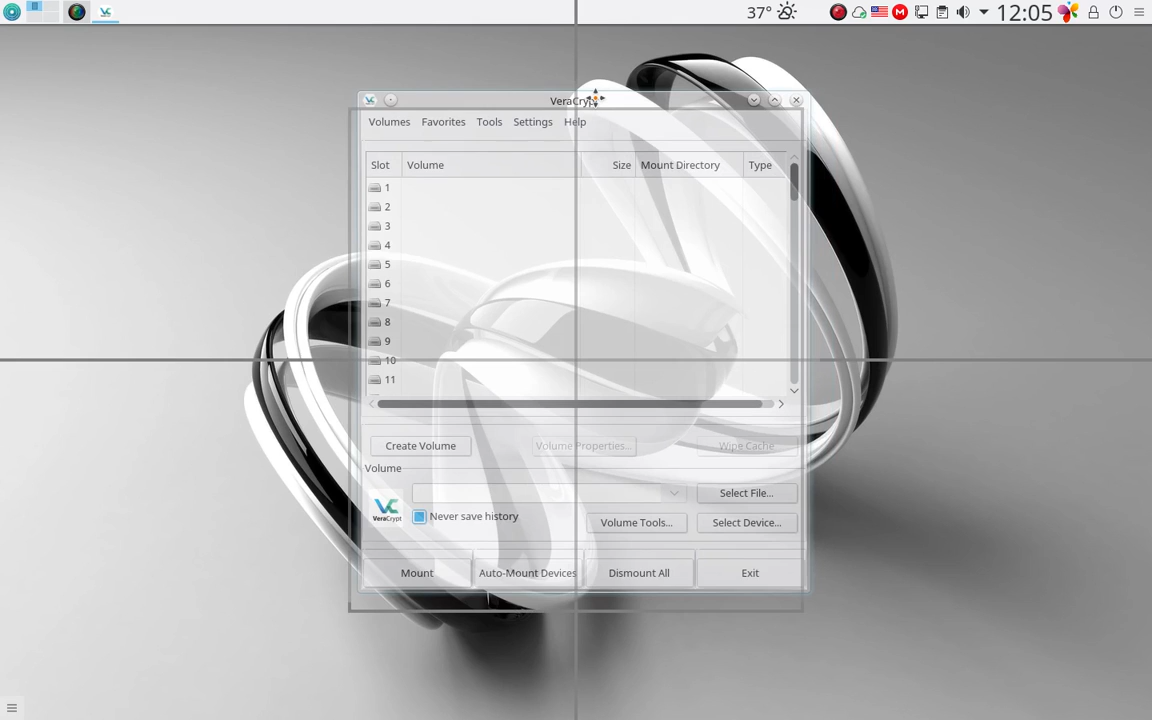 37°
12:05
VeraCrypt
Volumes Favorites Tools Settings Help
Slot Volume Size Mount Directory Type
1
2
3
4
5
6
7
8
9
10
11
Create Volume Volume Properties... Wipe Cache
Volume
Select File...
VeraCrypt
Never save history
Volume Tools... Select Device...
Mount Auto-Mount Devices Dismount All Exit